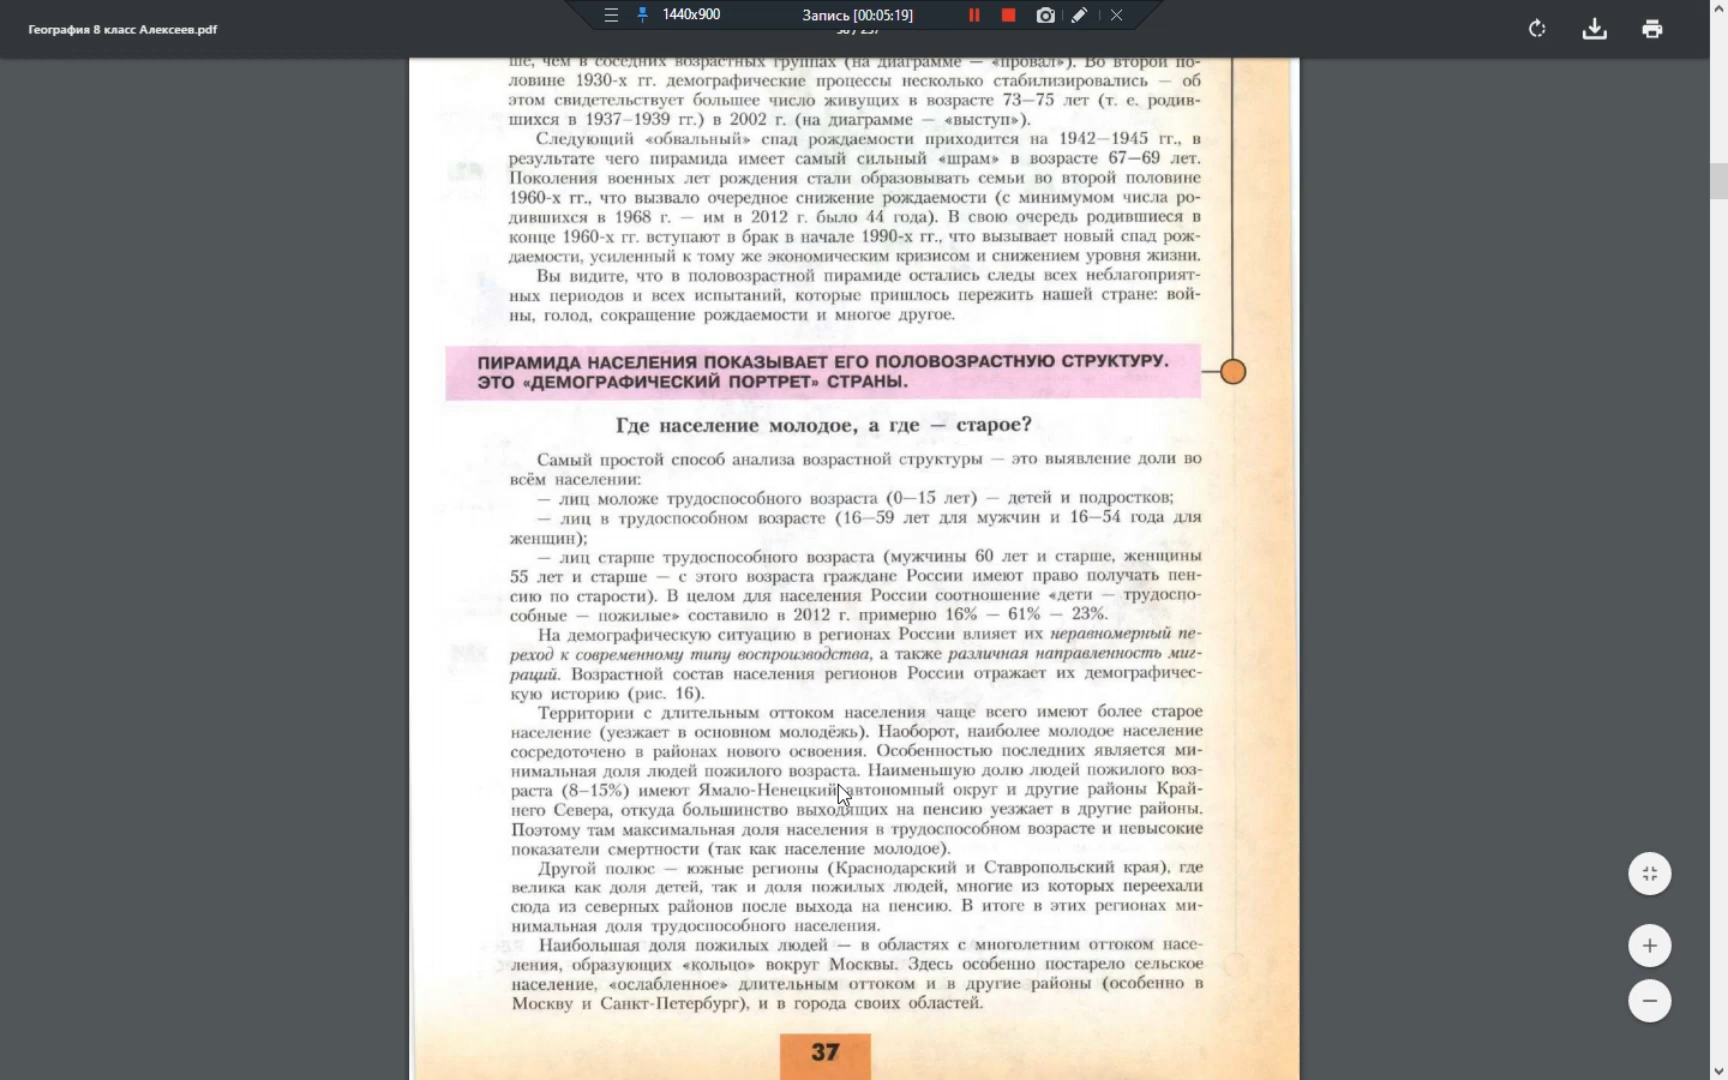 1440x900
Запись [00:05:19]
География 8 класс Алексеев.pdf
ше, чем в соседних возрастных группах (на диаграмме — «провал»). Во второй по-
ловине 1930-х гг. демографические процессы несколько стабилизировались — об
этом свидетельствует большее число живущих в возрасте 73—75 лет (т. е. родив-
шихся в 1937—1939 гг.) в 2002 г. (на диаграмме — «выступ»).
Следующий «обвальный» спад рождаемости приходится на 1942—1945 гг., в
результате чего пирамида имеет самый сильный «шрам» в возрасте 67—69 лет.
Поколения военных лет рождения стали образовывать семьи во второй половине
1960-х гг., что вызвало очередное снижение рождаемости (с минимумом числа ро-
дившихся в 1968 г. — им в 2012 г. было 44 года). В свою очередь родившиеся в
конце 1960-х гг. вступают в брак в начале 1990-х гг., что вызывает новый спад рож-
даемости, усиленный к тому же экономическим кризисом и снижением уровня жизни.
Вы видите, что в половозрастной пирамиде остались следы всех неблагоприят-
ных периодов и всех испытаний, которые пришлось пережить нашей стране: вой-
ны, голод, сокращение рождаемости и многое другое.
ПИРАМИДА НАСЕЛЕНИЯ ПОКАЗЫВАЕТ ЕГО ПОЛОВОЗРАСТНУЮ СТРУКТУРУ.
ЭТО «ДЕМОГРАФИЧЕСКИЙ ПОРТРЕТ» СТРАНЫ.
Где население молодое, а где — старое?
Самый простой способ анализа возрастной структуры — это выявление доли во
всём населении:
— лиц моложе трудоспособного возраста (0—15 лет) — детей и подростков;
— лиц в трудоспособном возрасте (16—59 лет для мужчин и 16—54 года для
женщин);
— лиц старше трудоспособного возраста (мужчины 60 лет и старше, женщины
55 лет и старше — с этого возраста граждане России имеют право получать пен-
сию по старости). В целом для населения России соотношение «дети — трудоспо-
собные — пожилые» составило в 2012 г. примерно 16% — 61% — 23%.
На демографическую ситуацию в регионах России влияет их неравномерный пе-
реход к современному типу воспроизводства, а также различная направленность миг-
раций. Возрастной состав населения регионов России отражает их демографичес-
кую историю (рис. 16).
Территории с длительным оттоком населения чаще всего имеют более старое
население (уезжает в основном молодёжь). Наоборот, наиболее молодое население
сосредоточено в районах нового освоения. Особенностью последних является ми-
нимальная доля людей пожилого возраста. Наименьшую долю людей пожилого воз-
раста (8—15%) имеют Ямало-Ненецкий автономный округ и другие районы Край-
него Севера, откуда большинство выходящих на пенсию уезжает в другие районы.
Поэтому там максимальная доля населения в трудоспособном возрасте и невысокие
показатели смертности (так как население молодое).
Другой полюс — южные регионы (Краснодарский и Ставропольский края), где
велика как доля детей, так и доля пожилых людей, многие из которых переехали
сюда из северных районов после выхода на пенсию. В итоге в этих регионах ми-
нимальная доля трудоспособного населения.
Наибольшая доля пожилых людей — в областях с многолетним оттоком насе-
ления, образующих «кольцо» вокруг Москвы. Здесь особенно постарело сельское
население, «ослабленное» длительным оттоком и в другие районы (особенно в
Москву и Санкт-Петербург), и в города своих областей.
37